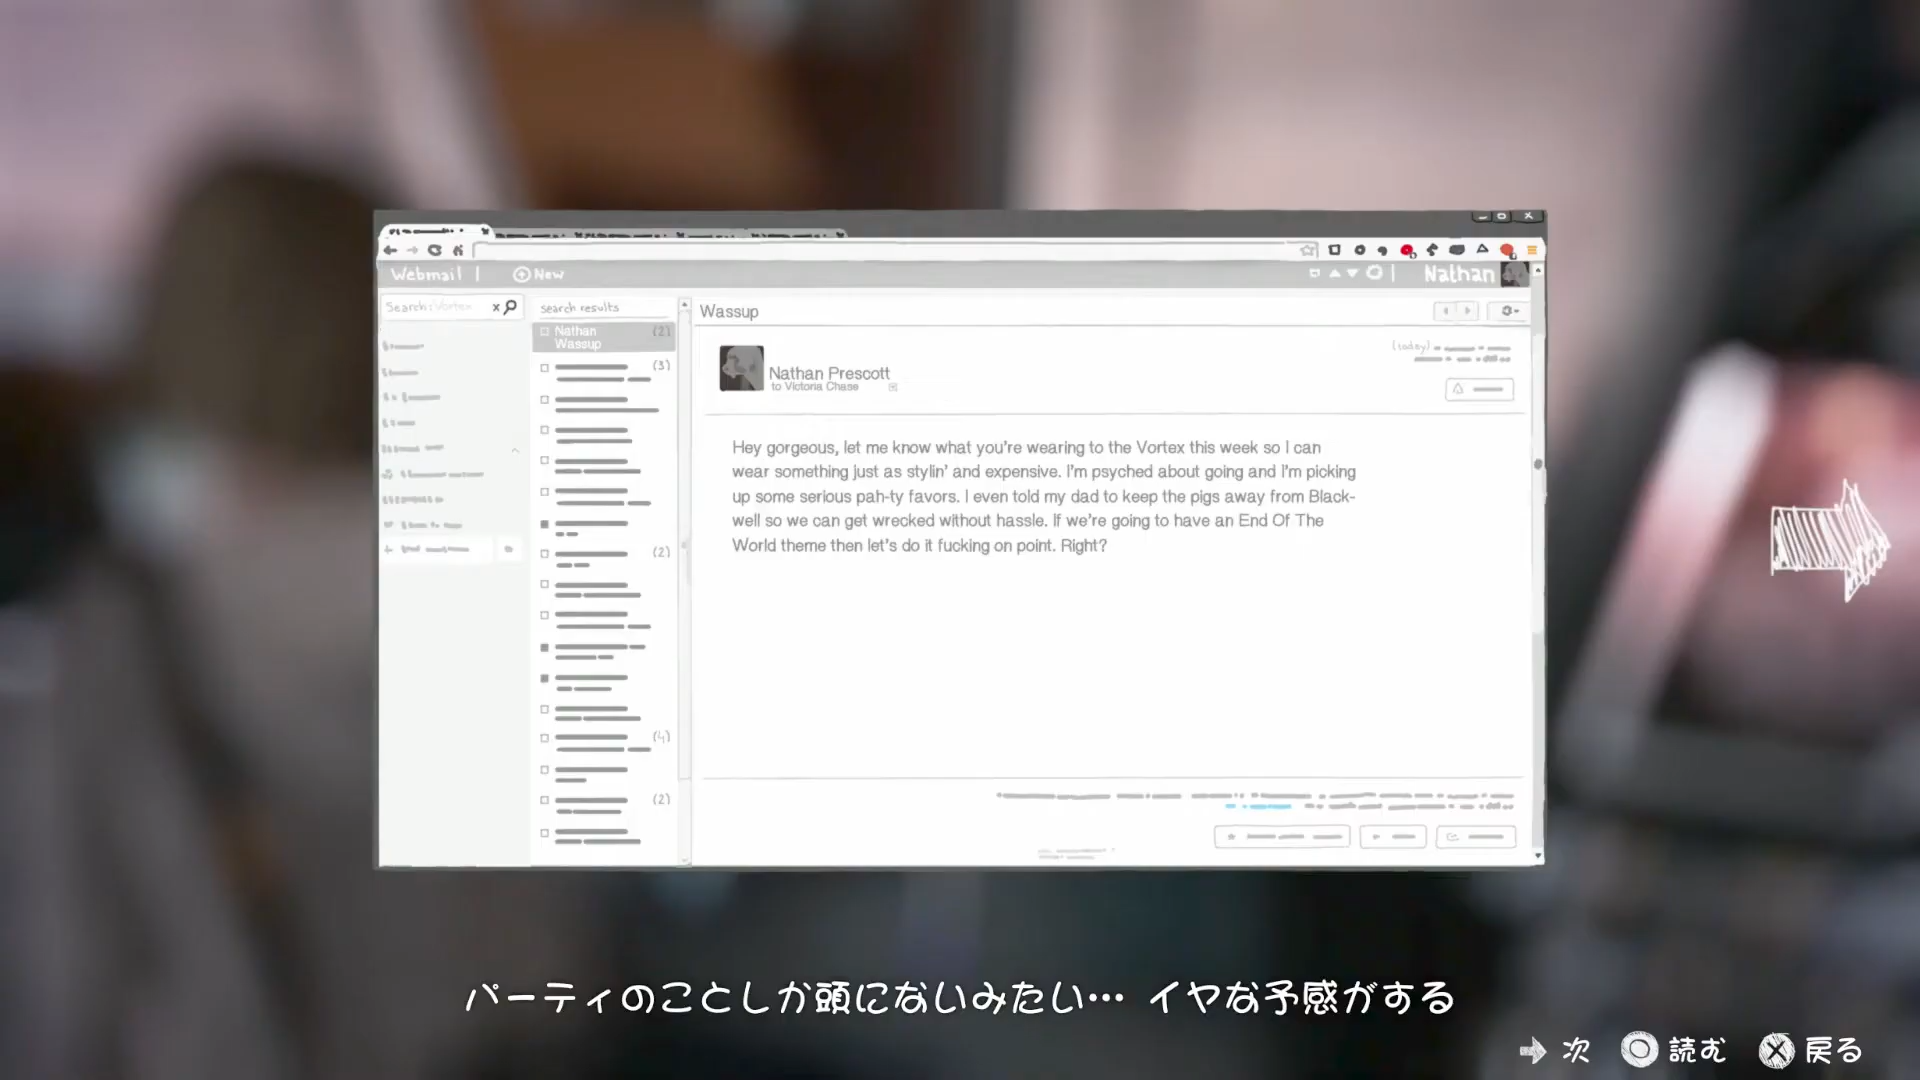 Webmail
New
Nathan
Search: Vortex
search results
Nathan (2)
Wassup
(3)
(2)
(4)
(2)
Wassup
(today)
Nathan Prescott
to Victoria Chase
Hey gorgeous, let me know what you're wearing to the Vortex this week so I can
wear something just as stylin' and expensive. I'm psyched about going and I'm picking
up some serious pah-ty favors. I even told my dad to keep the pigs away from Black-
well so we can get wrecked without hassle. If we're going to have an End Of The
World theme then let's do it fucking on point. Right?
パーティのことしか頭にないみたい… イヤな予感がする
次 読む 戻る